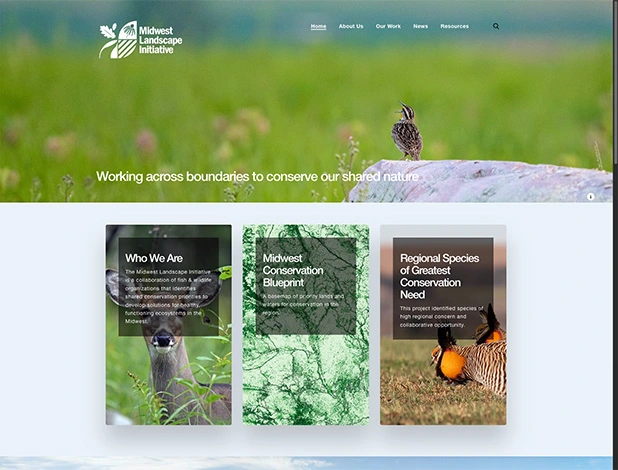 Midwest
Landscape
Initiative
Home About Us Our Work News Resources
Working across boundaries to conserve our shared nature
Who We Are
The Midwest Landscape Initiative
is a collaboration of fish & wildlife
organizations that identifies
shared conservation priorities to
develop solutions for healthy,
functioning ecosystems in the
Midwest.
Midwest
Conservation
Blueprint
A basemap of priority lands and
waters for conservation in the
region.
Regional Species
of Greatest
Conservation
Need
This project identified species of
high regional concern and
collaborative opportunity.